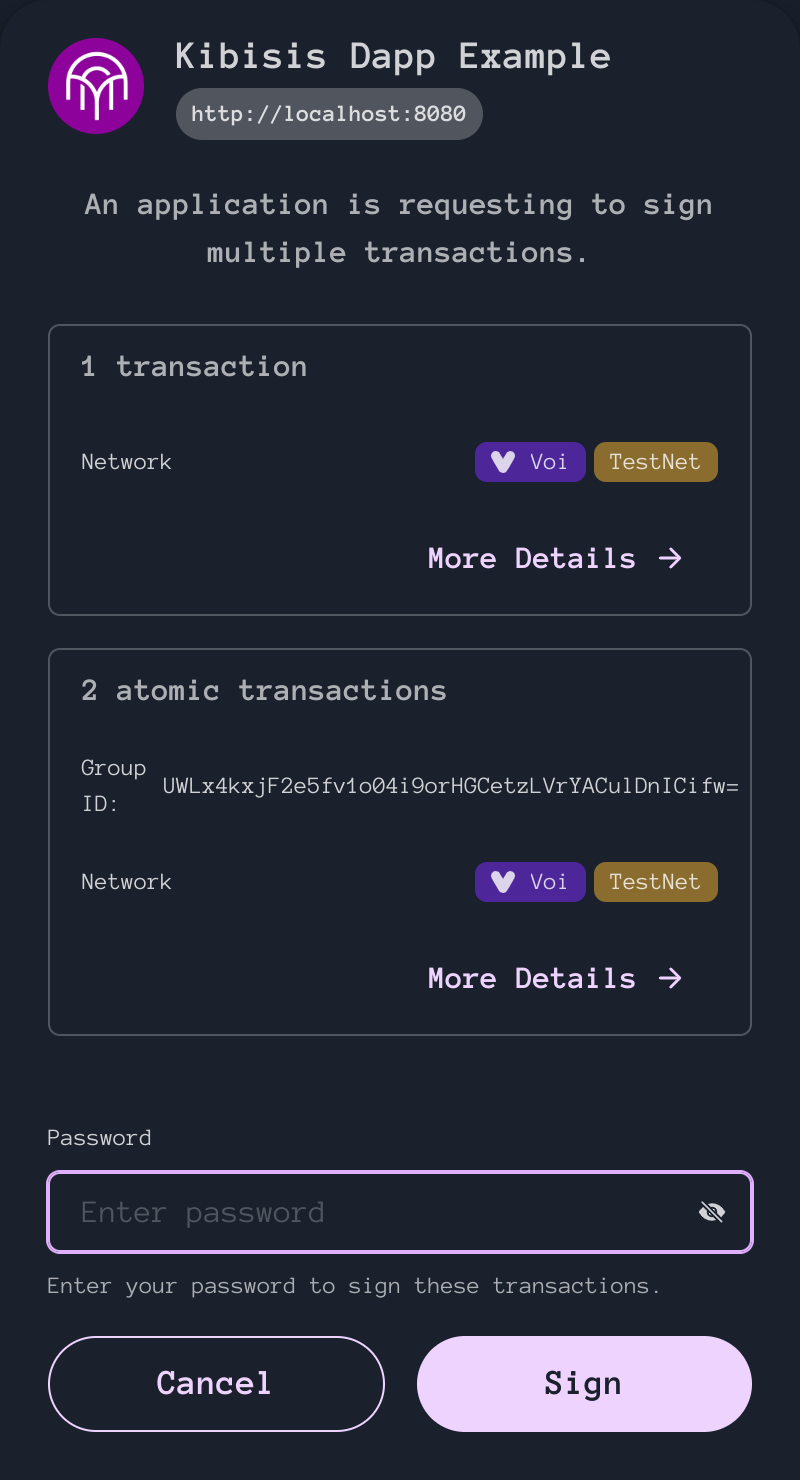 Kibisis Dapp Example
http://localhost:8080
An application is requesting to sign
multiple transactions.
1 transaction
Network Voi TestNet
More Details →
2 atomic transactions
Group
ID: UWLx4kxjF2e5fv1o04i9orHGCetzLVrYACulDnICifw=
Network Voi TestNet
More Details →
Password
Enter password
Enter your password to sign these transactions.
Cancel Sign